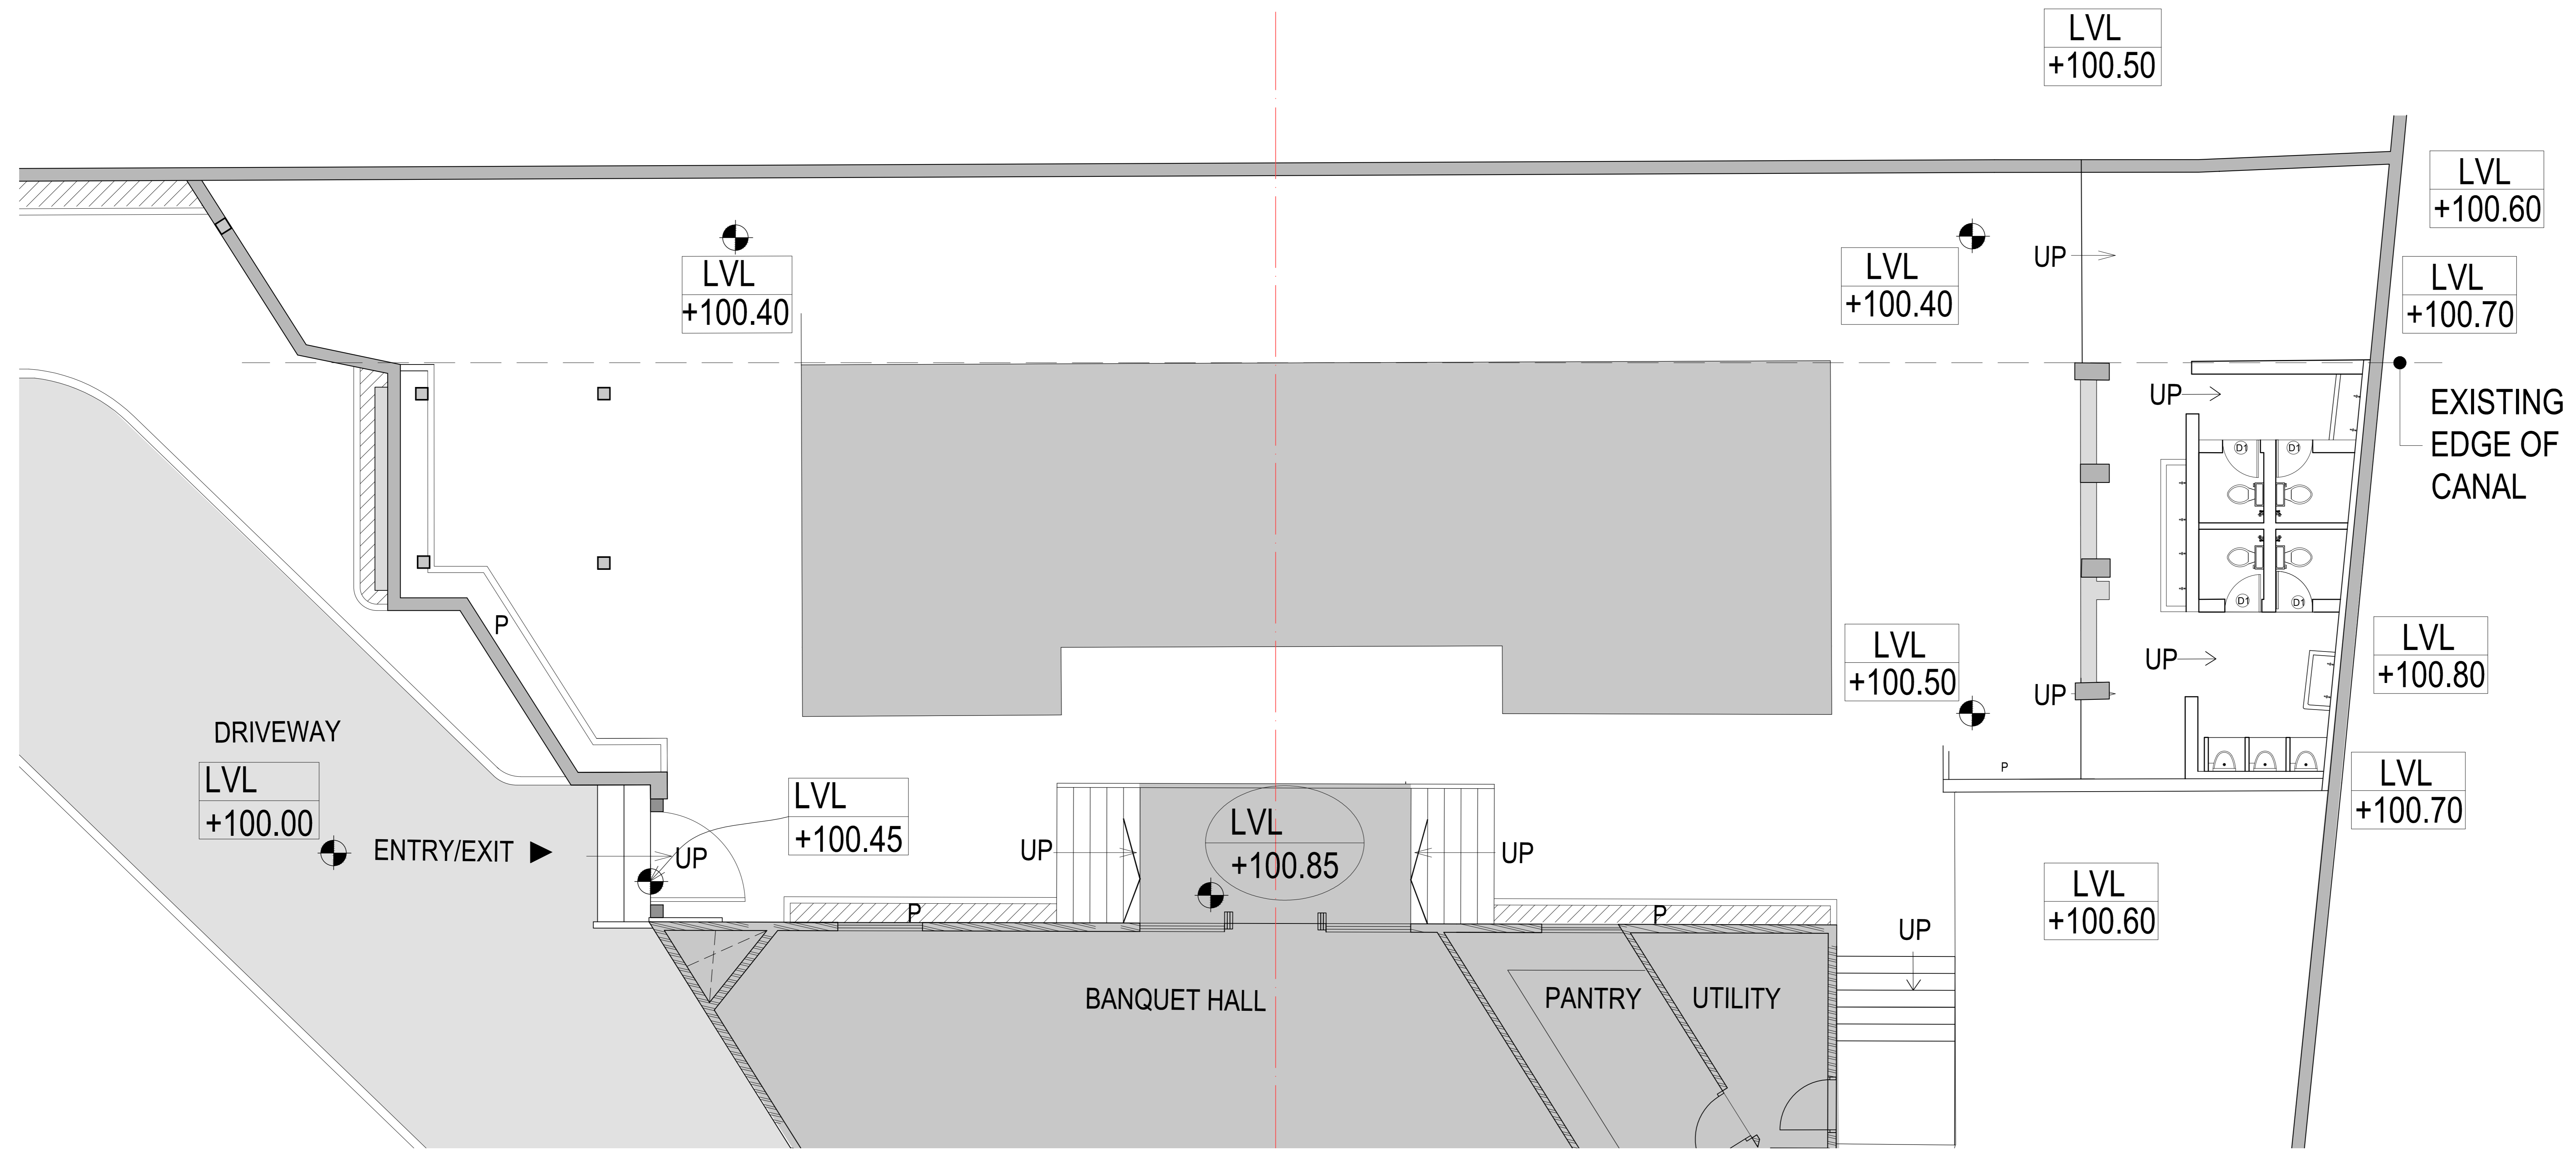 LVL
+100.50
LVL
+100.60
LVL
+100.40
LVL
+100.40
UP
LVL
+100.70
UP
EXISTING
EDGE OF
CANAL
D1
D1
D1
D1
P
LVL
+100.50
UP
UP
LVL
+100.80
DRIVEWAY
LVL
+100.00
ENTRY/EXIT
UP
LVL
+100.45
UP
LVL
+100.85
UP
P
LVL
+100.70
P
P
UP
LVL
+100.60
BANQUET HALL
PANTRY
UTILITY